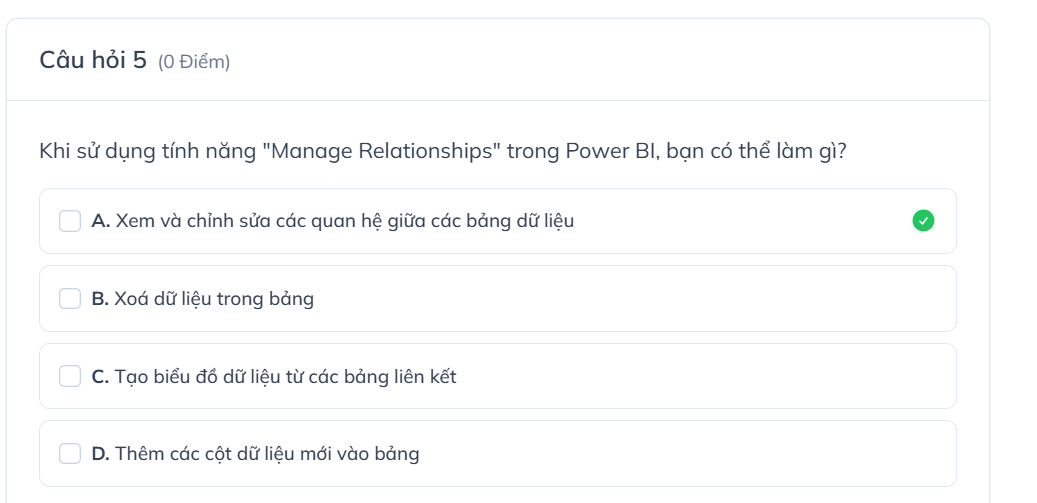 Câu hỏi 5 (0 Điểm)
Khi sử dụng tính năng "Manage Relationships" trong Power BI, bạn có thể làm gì?
A. Xem và chỉnh sửa các quan hệ giữa các bảng dữ liệu
B. Xoá dữ liệu trong bảng
C. Tạo biểu đồ dữ liệu từ các bảng liên kết
D. Thêm các cột dữ liệu mới vào bảng